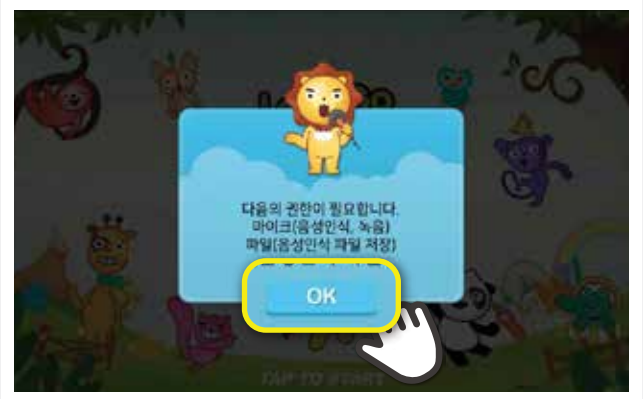 다음의 권한이 필요합니다.
마이크(음성인식, 녹음)
파일(음성인식 파일 저장)
OK
TAP TO START